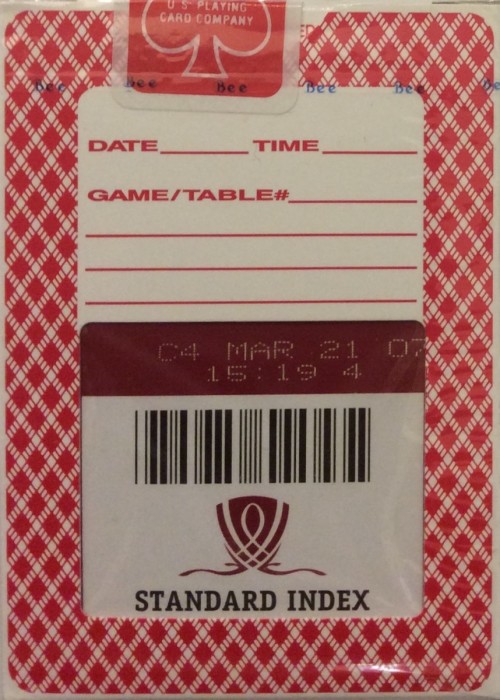 U.S. PLAYING
CARD COMPANY
Bee Bee Bee Bee Bee
DATE TIME
GAME/TABLE#
C4 MAR 21 07
15:19 4
STANDARD INDEX